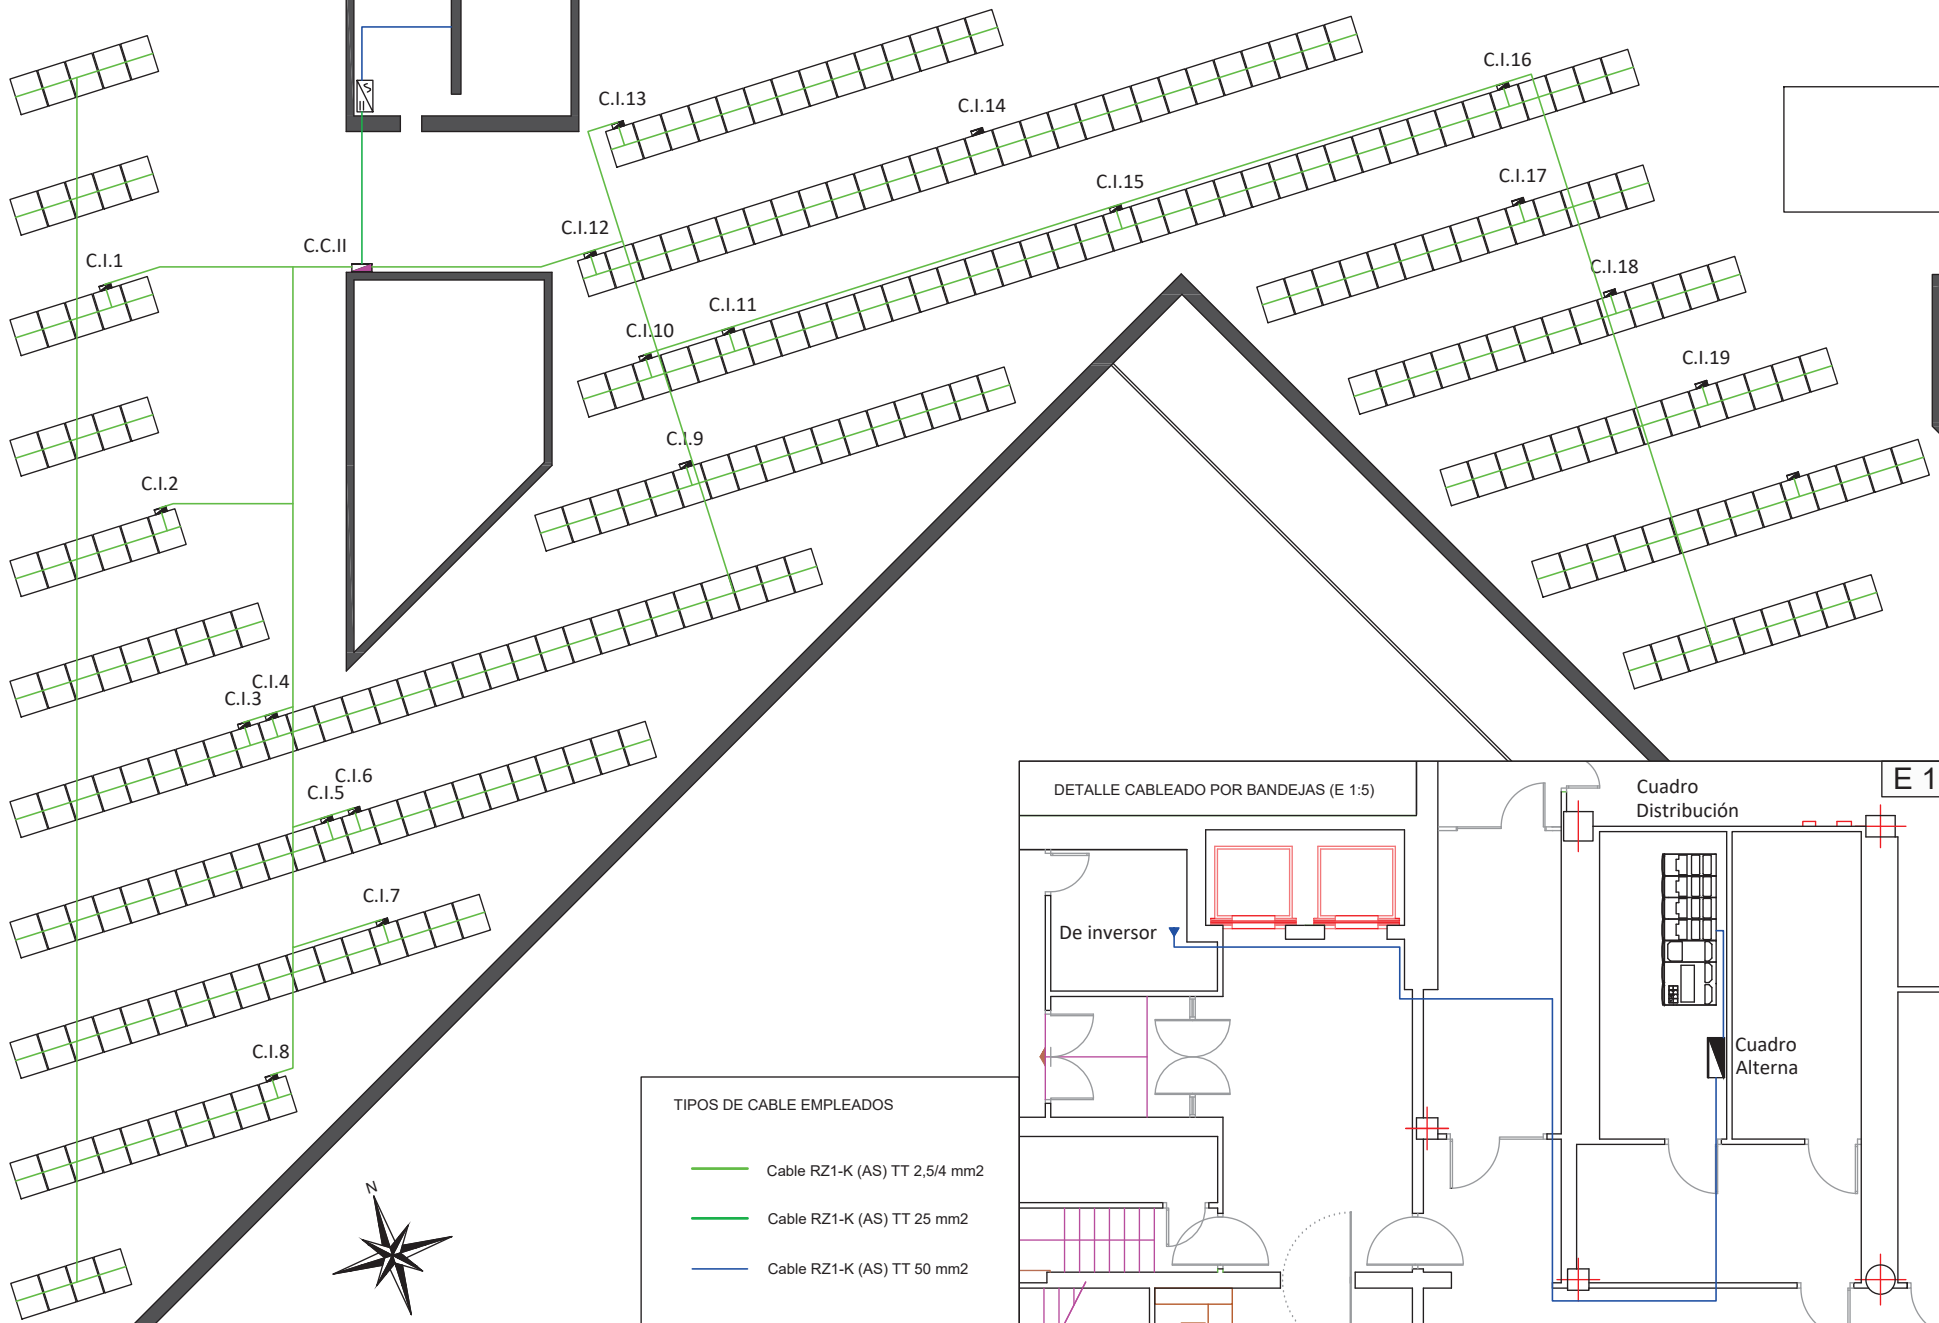 C.I.16
C.I.13
C.I.14
C.I.17
C.I.15
C.I.12
C.C.II
C.I.1
C.I.18
C.I.11
C.I.10
C.I.19
C.I.9
C.I.2
C.I.4
C.I.3
C.I.6
C.I.5
C.I.7
C.I.8
N
TIPOS DE CABLE EMPLEADOS
Cable RZ1-K (AS) TT 2,5/4 mm2
Cable RZ1-K (AS) TT 25 mm2
Cable RZ1-K (AS) TT 50 mm2
DETALLE CABLEADO POR BANDEJAS (E 1:5)
E 1
Cuadro
Distribución
De inversor
Cuadro
Alterna